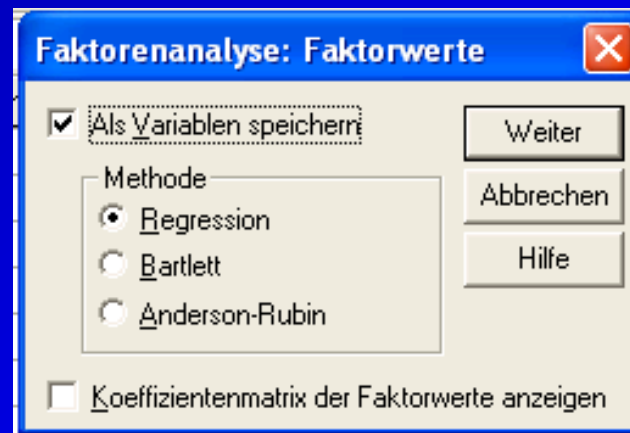 Faktorenanalyse: Faktorwerte
Als Variablen speichern
Weiter
Methode
Abbrechen
Regression
Hilfe
Bartlett
Anderson-Rubin
Koeffizientenmatrix der Faktorwerte anzeigen